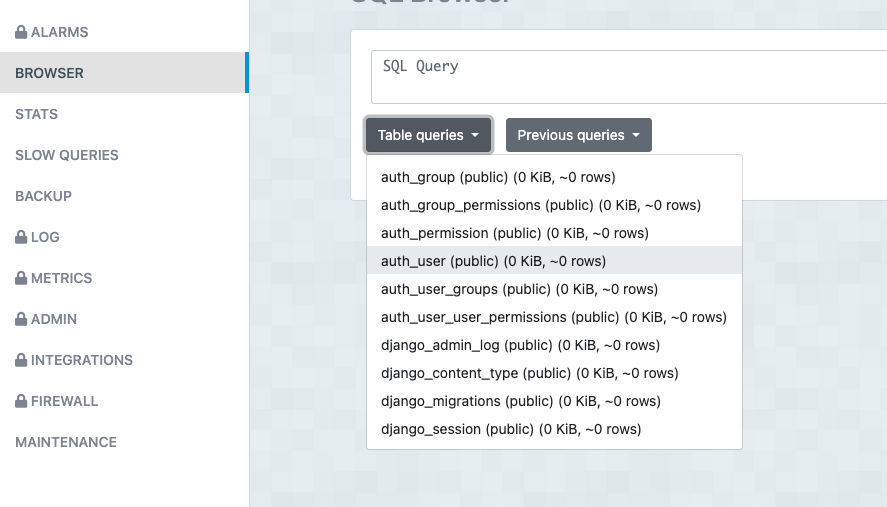 ALARMS
BROWSER
STATS
SLOW QUERIES
BACKUP
LOG
METRICS
ADMIN
INTEGRATIONS
FIREWALL
MAINTENANCE
SQL Browser
SQL Query
Table queries
Previous queries
auth_group (public) (0 KiB, ~0 rows)
auth_group_permissions (public) (0 KiB, ~0 rows)
auth_permission (public) (0 KiB, ~0 rows)
auth_user (public) (0 KiB, ~0 rows)
auth_user_groups (public) (0 KiB, ~0 rows)
auth_user_user_permissions (public) (0 KiB, ~0 rows)
django_admin_log (public) (0 KiB, ~0 rows)
django_content_type (public) (0 KiB, ~0 rows)
django_migrations (public) (0 KiB, ~0 rows)
django_session (public) (0 KiB, ~0 rows)